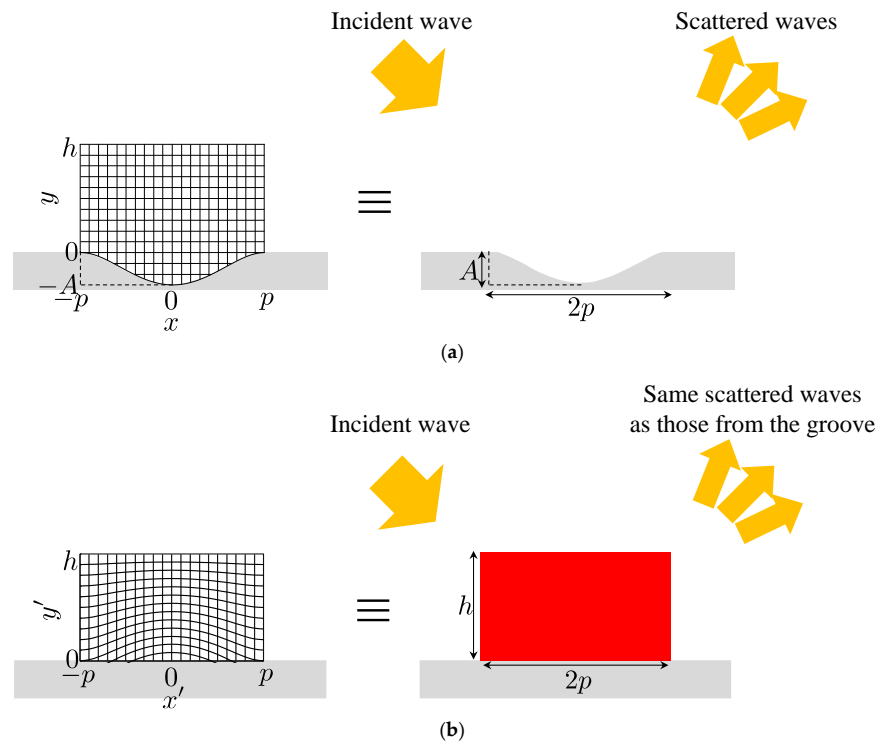 Incident wave
Scattered waves
h
y
≡
0
−A
−p
0
p
x
A
2p
(a)
Same scattered waves
as those from the groove
Incident wave
h
y′
≡
0
−p
0
p
x′
h
2p
(b)